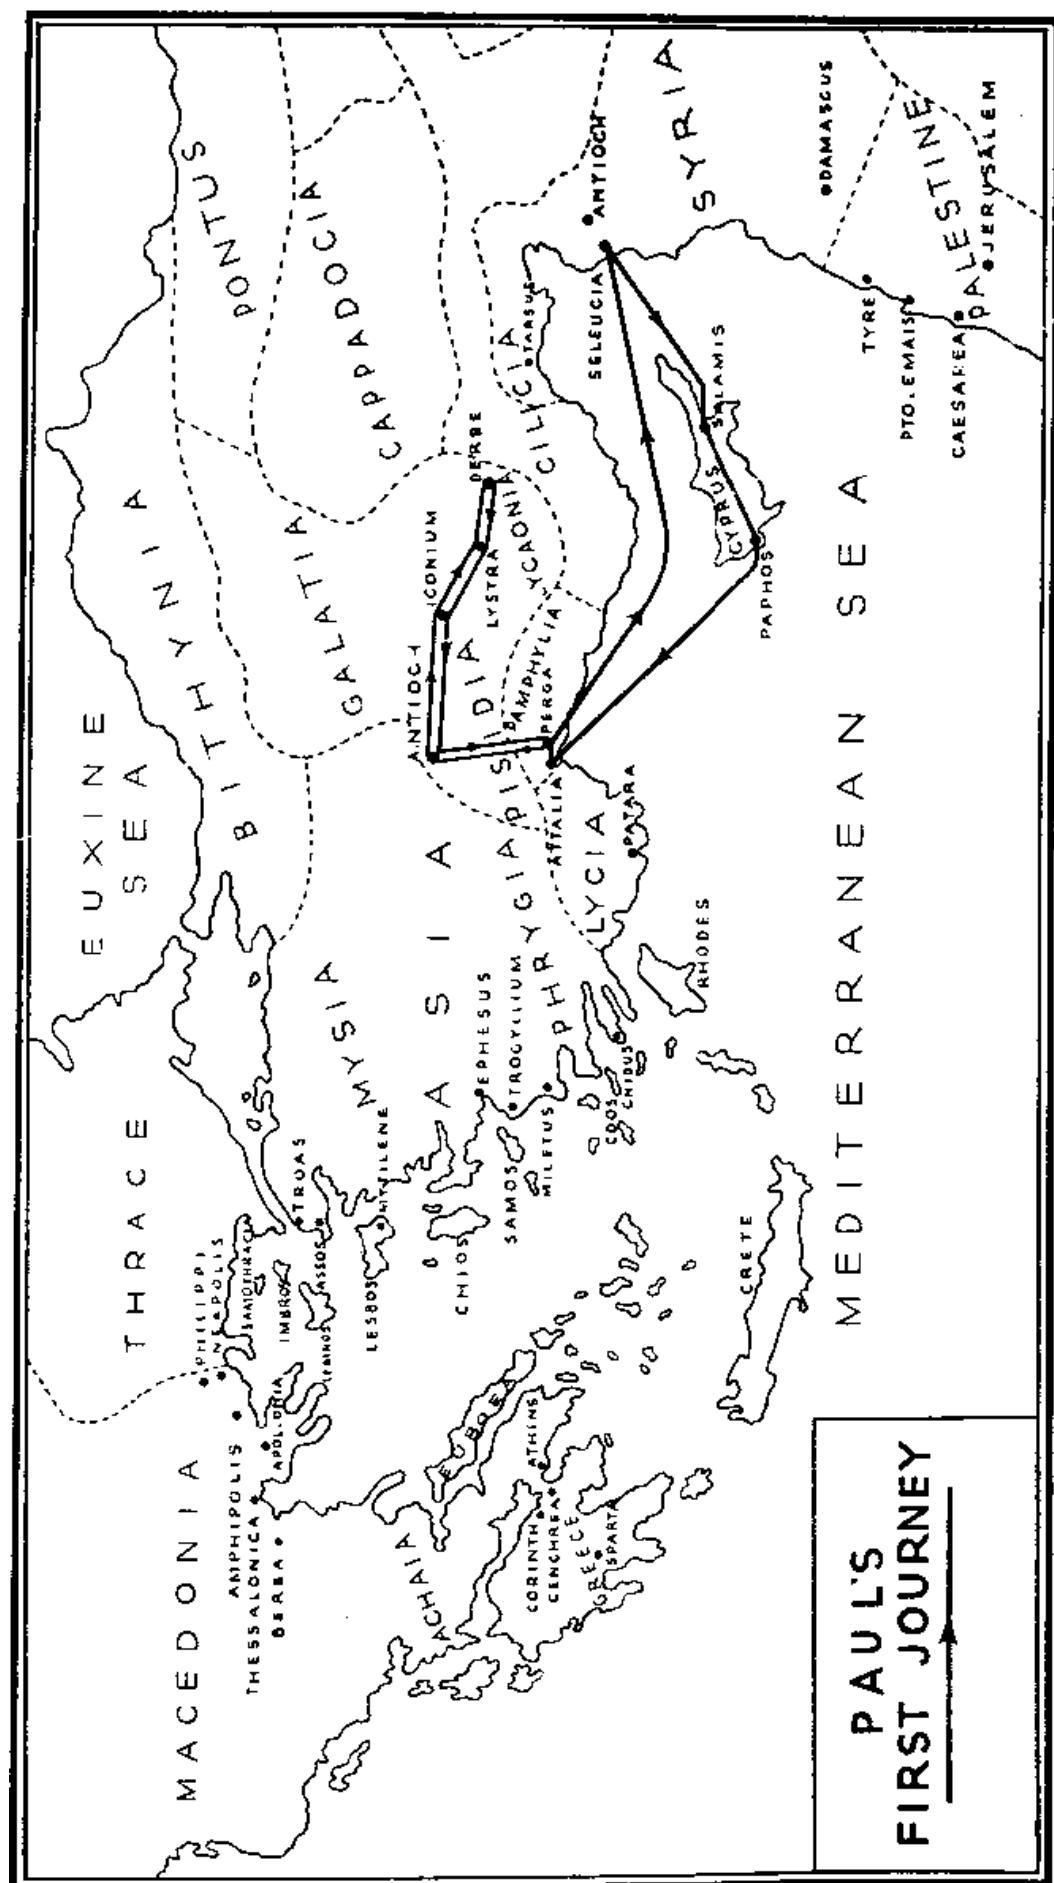 EUXINE
SEA
THRACE
MACEDONIA
BITHYNIA
PONTUS
PHILIPPI
NEAPOLIS
AMPHIPOLIS
THESSALONICA
BEREA
APOLLONIA
SAMOTHRACIA
IMBROS
LEMNOS
TROAS
ASSOS
MYSIA
GALATIA
CAPPADOCIA
LESBOS
MITYLENE
ASIA
ANTIOCH
ICONIUM
LYSTRA
DERBE
LYCAONIA
CILICIA
TARSUS
ANTIOCH
SELEUCIA
SYRIA
ACHAIA
EUBOEA
CHIOS
EPHESUS
TROGYLLIUM
SAMOS
MILETUS
PHRYGIA
PISIDIA
PAMPHYLIA
PERGA
ATTALIA
LYCIA
PATARA
ATHINS
CORINTH
CENCHREA
GREECE
SPARTA
COOS
CNIDUS
RHODES
CYPRUS
SALAMIS
PAPHOS
CRETE
DAMASCUS
TYRE
PTOLEMAIS
CAESAREA
PALESTINE
JERUSALEM
MEDITERRANEAN SEA
PAUL'S
FIRST JOURNEY